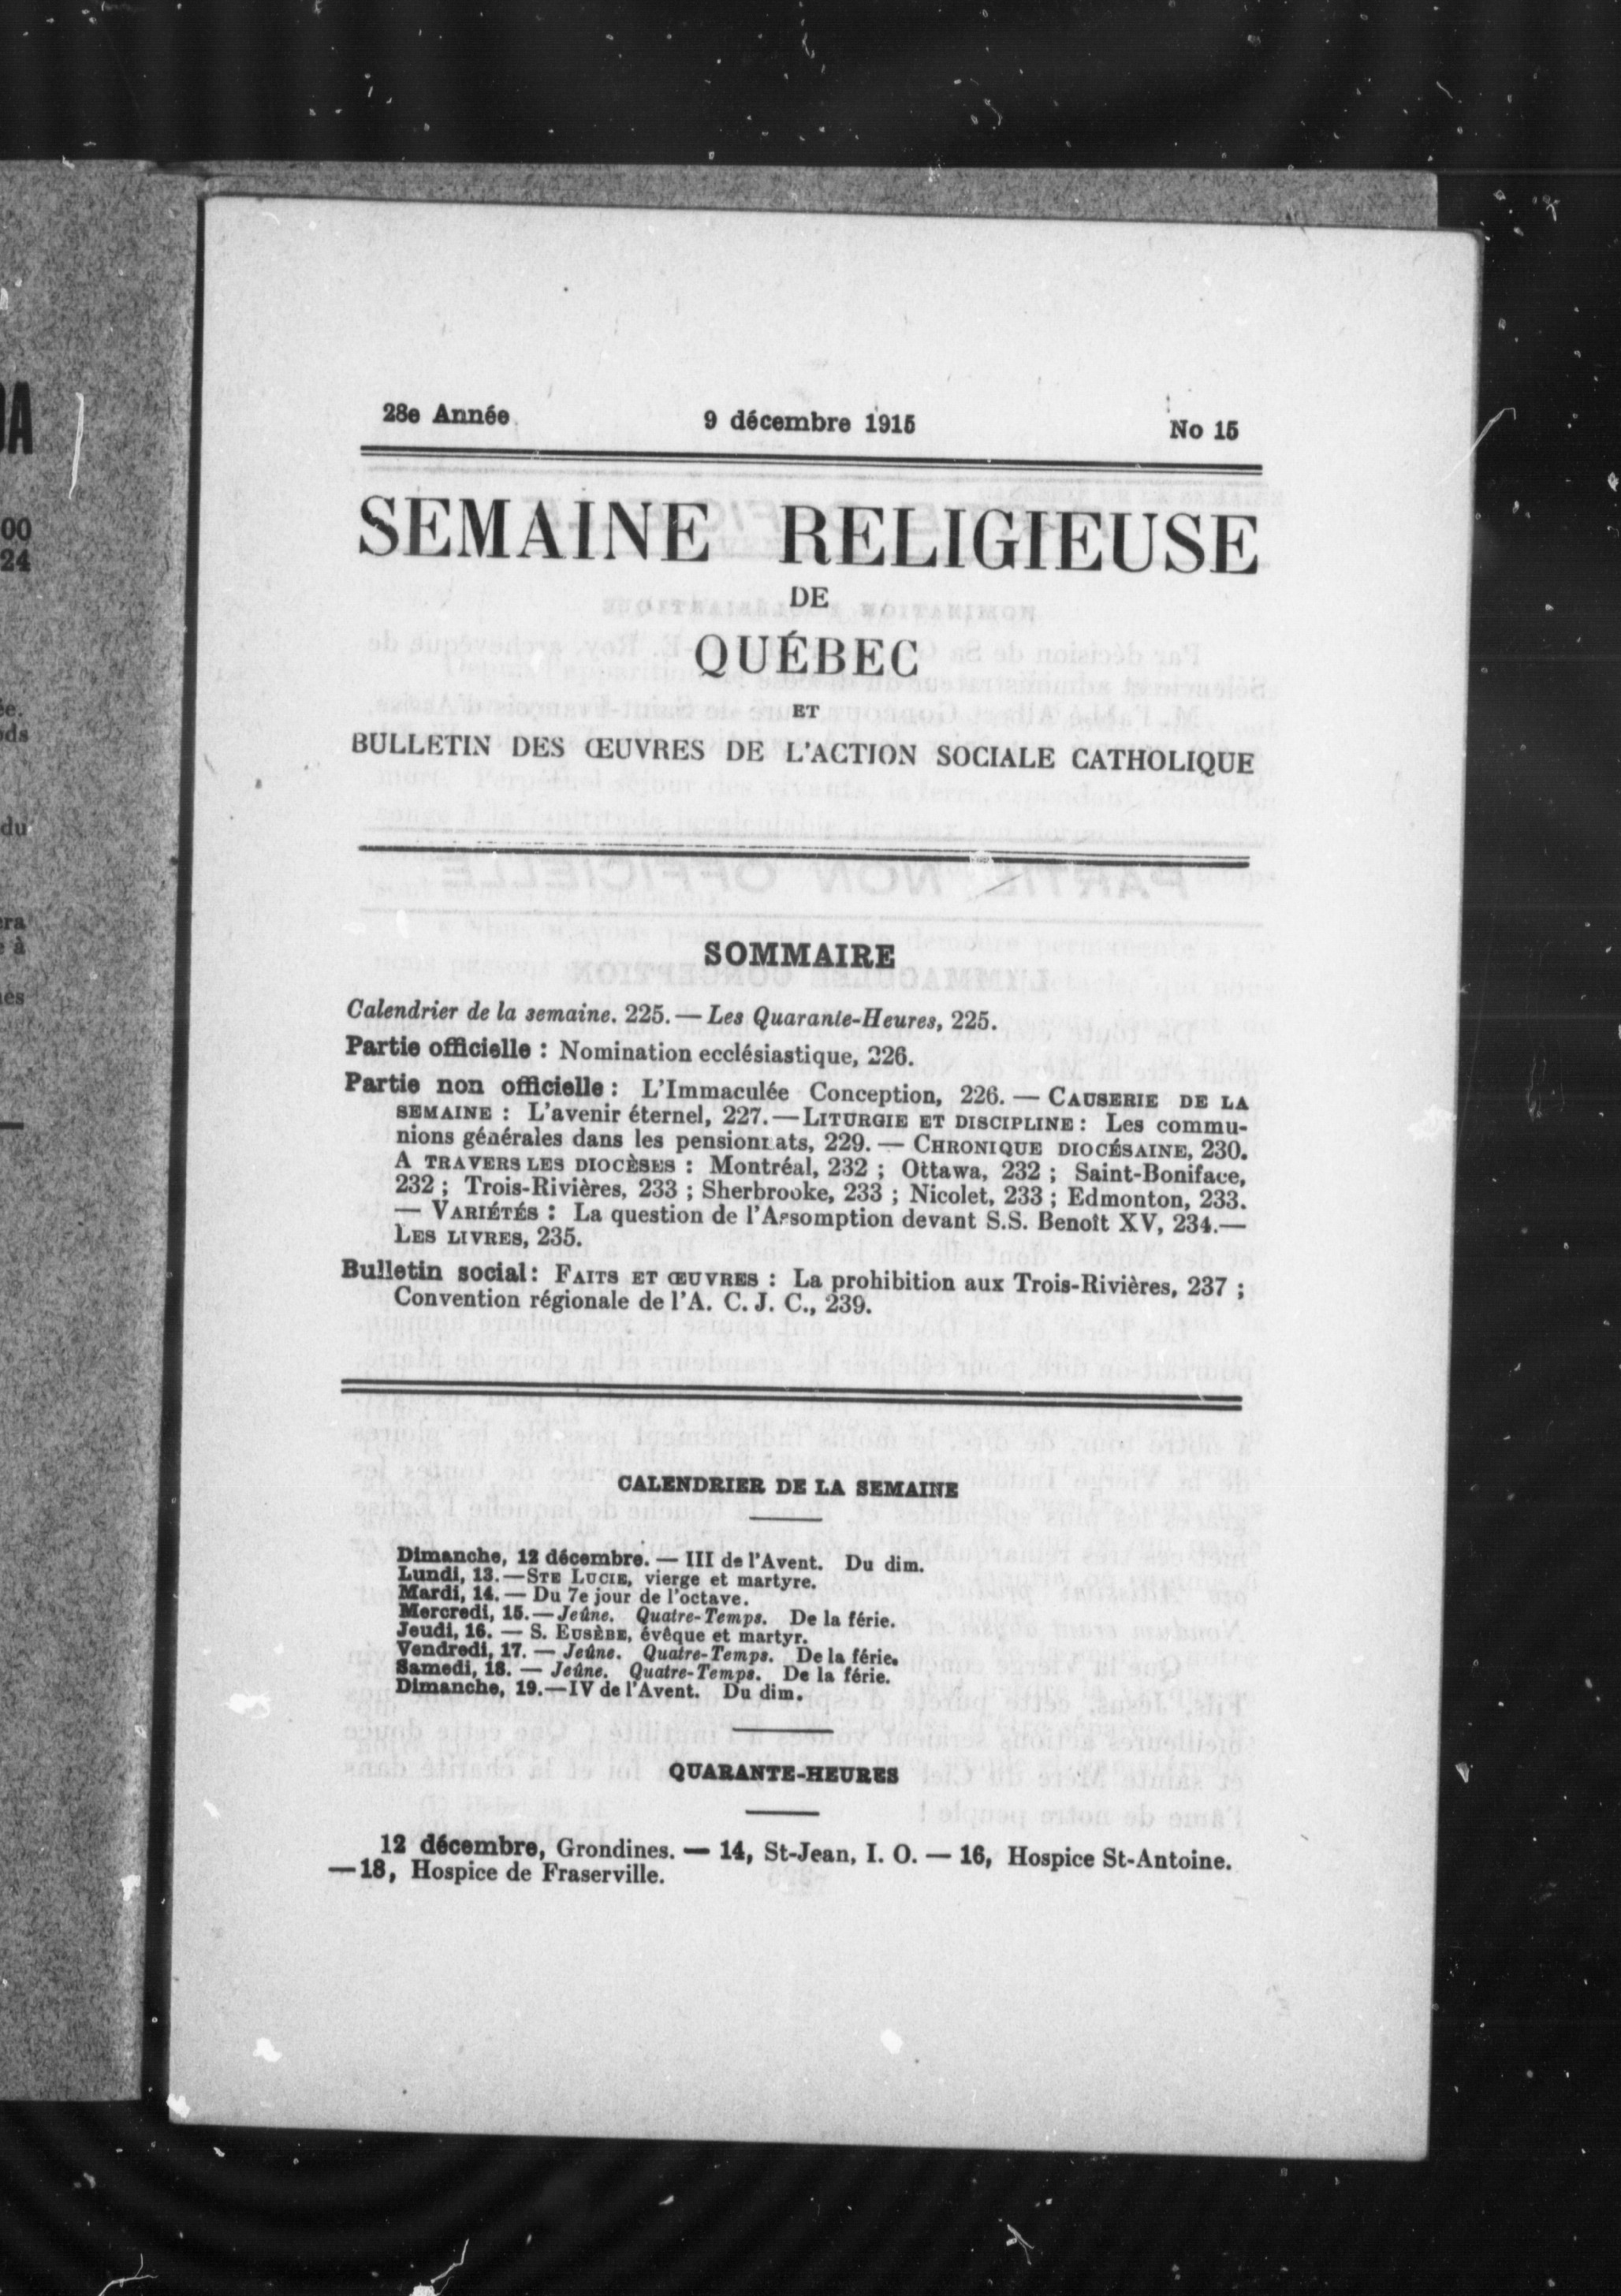 28e Année 9 décembre 1915 No 15
SEMAINE RELIGIEUSE
DE
QUÉBEC
ET
BULLETIN DES ŒUVRES DE L'ACTION SOCIALE CATHOLIQUE
SOMMAIRE
Calendrier de la semaine. 225. — Les Quarante-Heures, 225.
Partie officielle : Nomination ecclésiastique, 226.
Partie non officielle : L'Immaculée Conception, 226. — CAUSERIE DE LA
SEMAINE : L'avenir éternel, 227. — LITURGIE ET DISCIPLINE : Les commu-
nions générales dans les pensionnats, 229. — CHRONIQUE DIOCÉSAINE, 230.
A TRAVERS LES DIOCÈSES : Montréal, 232 ; Ottawa, 232 ; Saint-Boniface,
232 ; Trois-Rivières, 233 ; Sherbrooke, 233 ; Nicolet, 233 ; Edmonton, 233.
— VARIÉTÉS : La question de l'Assomption devant S.S. Benoît XV, 234.—
LES LIVRES, 235.
Bulletin social : FAITS ET ŒUVRES : La prohibition aux Trois-Rivières, 237 ;
Convention régionale de l'A. C. J. C., 239.
CALENDRIER DE LA SEMAINE
Dimanche, 12 décembre. — III de l'Avent. Du dim.
Lundi, 13.—STE LUCIE, vierge et martyre.
Mardi, 14. — Du 7e jour de l'octave.
Mercredi, 15.—Jeûne. Quatre-Temps. De la férie.
Jeudi, 16. — S. EUSÈBE, évêque et martyr.
Vendredi, 17. — Jeûne. Quatre-Temps. De la férie.
Samedi, 18. — Jeûne. Quatre-Temps. De la férie.
Dimanche, 19.—IV de l'Avent. Du dim.
QUARANTE-HEURES
12 décembre, Grondines. — 14, St-Jean, I. O. — 16, Hospice St-Antoine.
—18, Hospice de Fraserville.